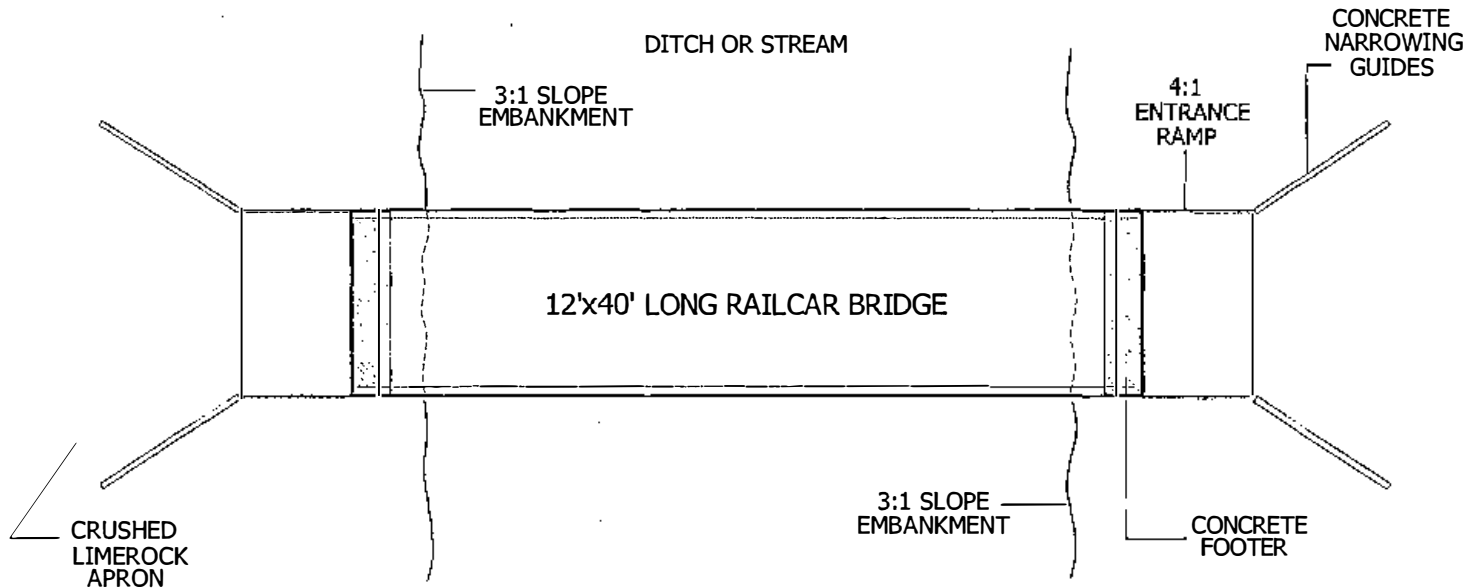 CONCRETE
NARROWING
GUIDES
DITCH OR STREAM
3:1 SLOPE
EMBANKMENT
4:1
ENTRANCE
RAMP
12'x40' LONG RAILCAR BRIDGE
3:1 SLOPE
EMBANKMENT
CONCRETE
FOOTER
CRUSHED
LIMEROCK
APRON